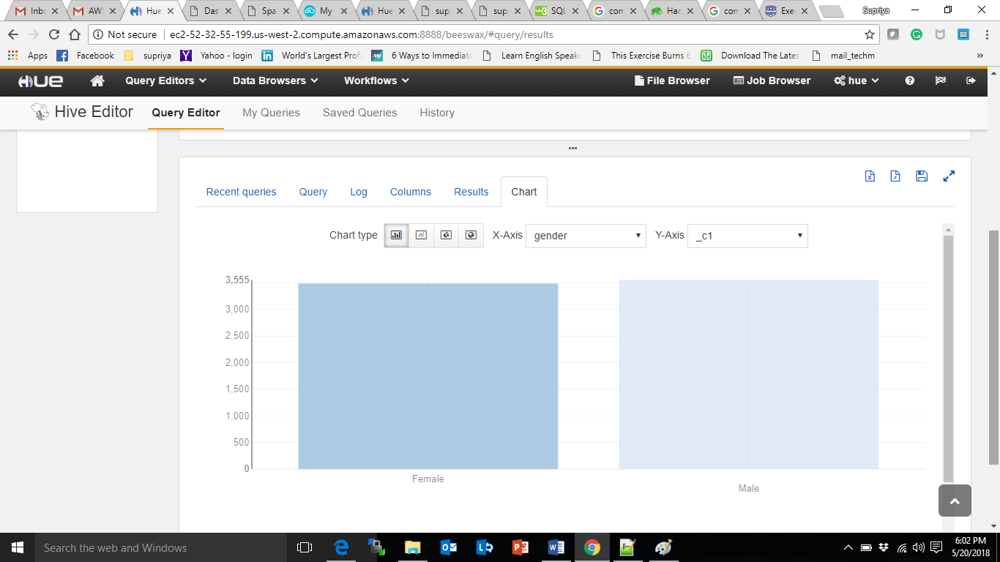 Inbo AW Hue Das Spa My Hue sup sup SQL com Had con Exe Supriya
Not secure | ec2-52-32-55-199.us-west-2.compute.amazonaws.com:8888/beeswax/#query/results
Apps Facebook supriya Yahoo - login World's Largest Prof 6 Ways to Immediate Learn English Speaki This Exercise Burns 6 Download The Lates mail_techm »
HUE Query Editors Data Browsers Workflows File Browser Job Browser hue
Hive Editor Query Editor My Queries Saved Queries History
Recent queries Query Log Columns Results Chart
Chart type X-Axis gender Y-Axis _c1
3,555
3,000
2,500
2,000
1,500
1,000
500
0
Female
Male
Search the web and Windows
6:02 PM
5/20/2018